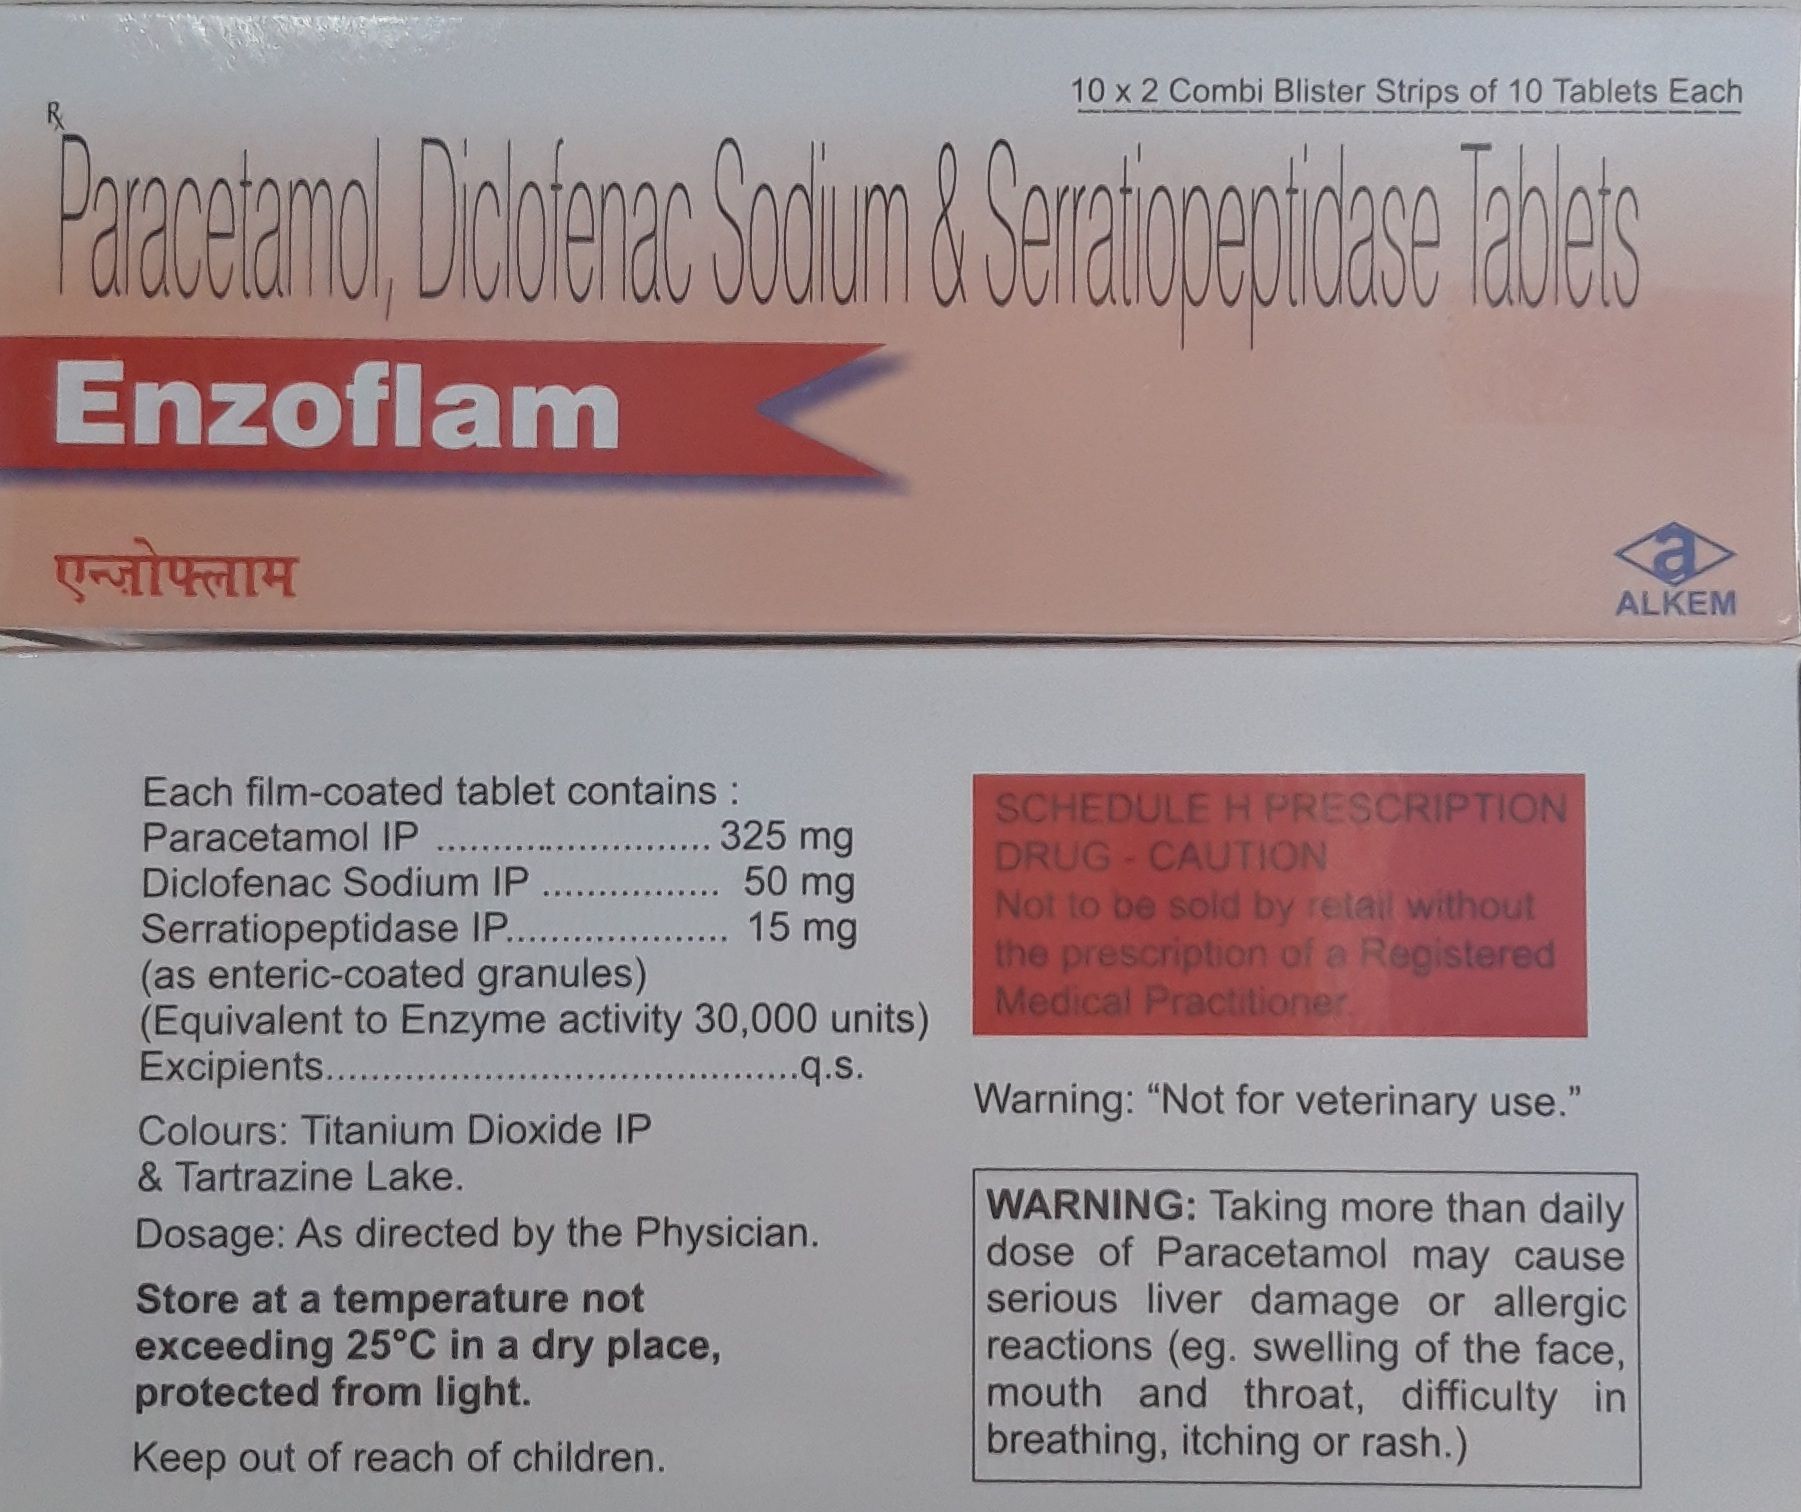 10 x 2 Combi Blister Strips of 10 Tablets Each
Rx
Paracetamol, Diclofenac Sodium & Serratiopeptidase Tablets
Enzoflam
एन्ज़ोफ्लाम
a
ALKEM
Each film-coated tablet contains :
Paracetamol IP ......................... 325 mg
Diclofenac Sodium IP ................ 50 mg
Serratiopeptidase IP.................... 15 mg
(as enteric-coated granules)
(Equivalent to Enzyme activity 30,000 units)
Excipients..........................................q.s.
Colours: Titanium Dioxide IP
& Tartrazine Lake.
Dosage: As directed by the Physician.
Store at a temperature not
exceeding 25°C in a dry place,
protected from light.
Keep out of reach of children.
SCHEDULE H PRESCRIPTION
DRUG - CAUTION
Not to be sold by retail without
the prescription of a Registered
Medical Practitioner.
Warning: “Not for veterinary use.”
WARNING: Taking more than daily
dose of Paracetamol may cause
serious liver damage or allergic
reactions (eg. swelling of the face,
mouth and throat, difficulty in
breathing, itching or rash.)